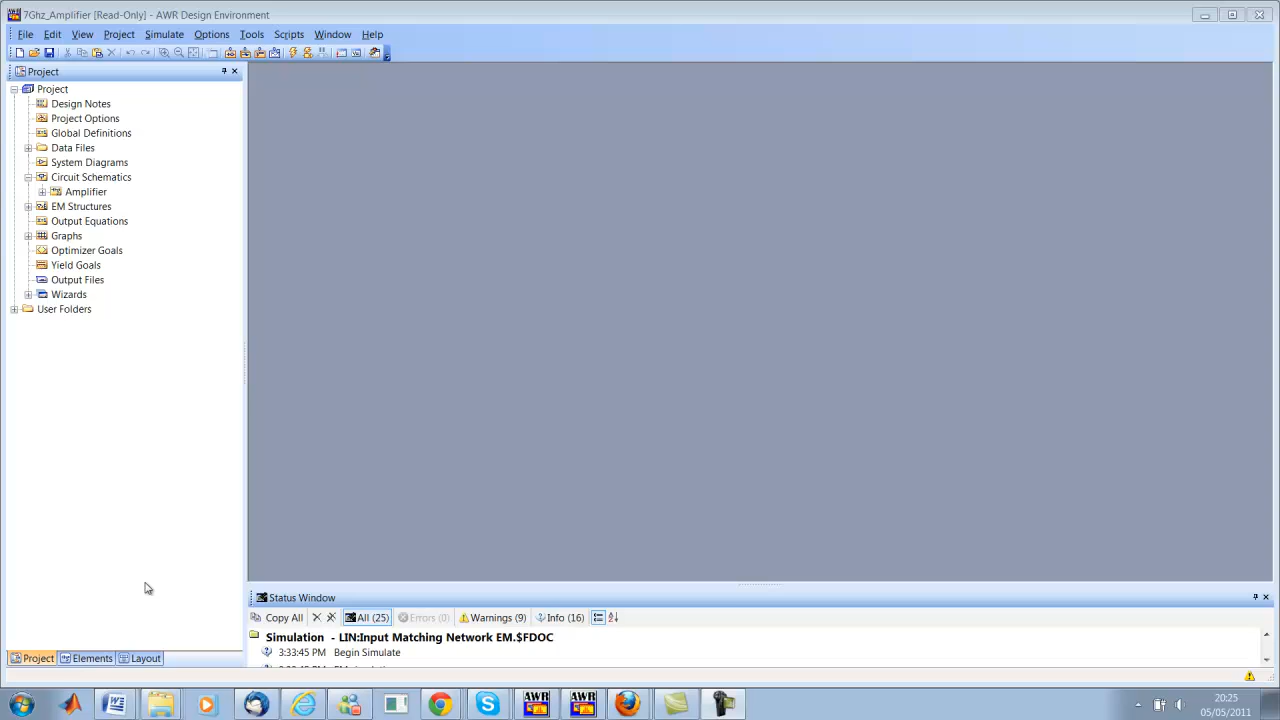 7Ghz_Amplifier [Read-Only] - AWR Design Environment
File Edit View Project Simulate Options Tools Scripts Window Help
Project
Project
Design Notes
Project Options
Global Definitions
Data Files
System Diagrams
Circuit Schematics
Amplifier
EM Structures
Output Equations
Graphs
Optimizer Goals
Yield Goals
Output Files
Wizards
User Folders
Status Window
Copy All All (25) Errors (0) Warnings (9) Info (16)
Simulation - LIN:Input Matching Network EM.$FDOC
3:33:45 PM Begin Simulate
Project Elements Layout
AWR AWR
20:25
05/05/2011